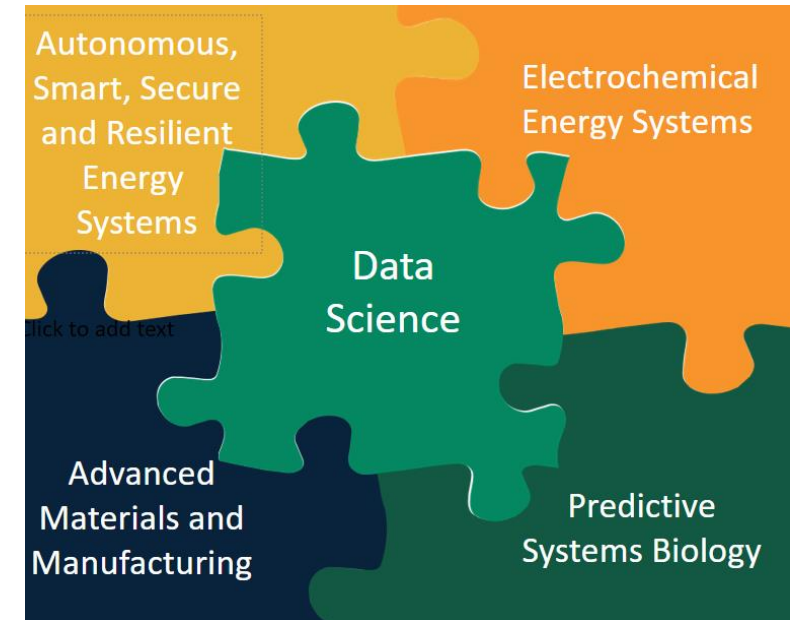 Autonomous,
Smart, Secure
and Resilient
Energy
Systems
Electrochemical
Energy Systems
Data
Science
Click to add text
Advanced
Materials and
Manufacturing
Predictive
Systems Biology